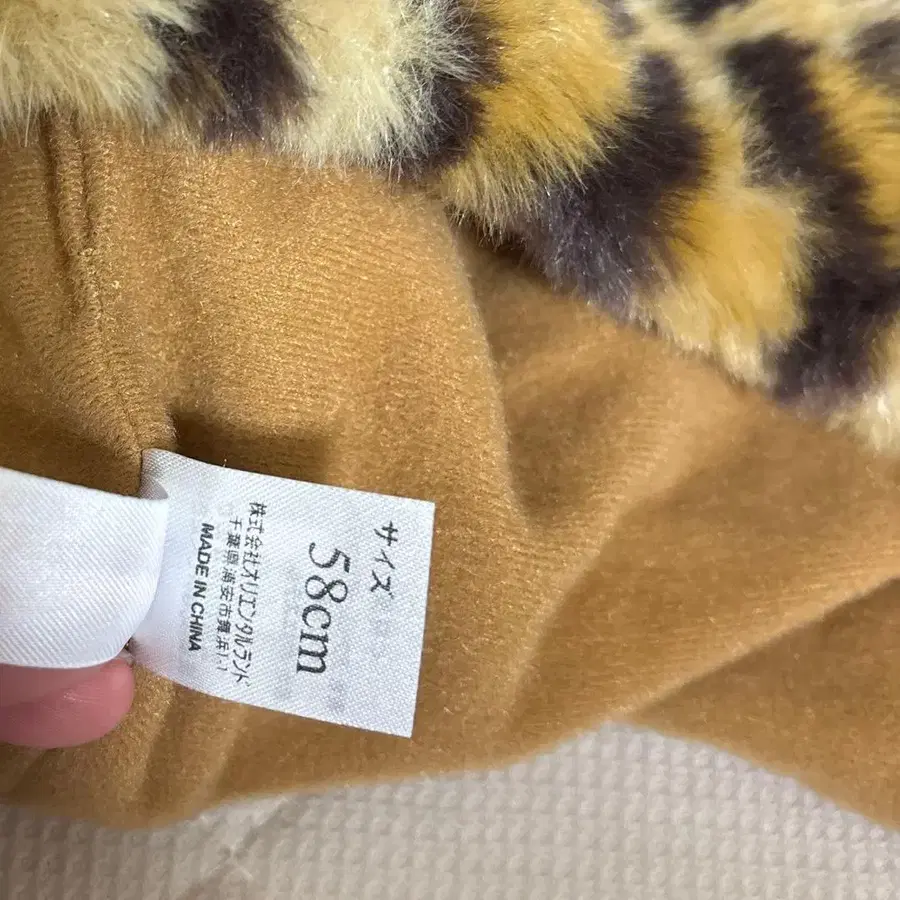 サイズ
58cm
株式会社オリエンタルランド
千葉県浦安市舞浜1-1
MADE IN CHINA